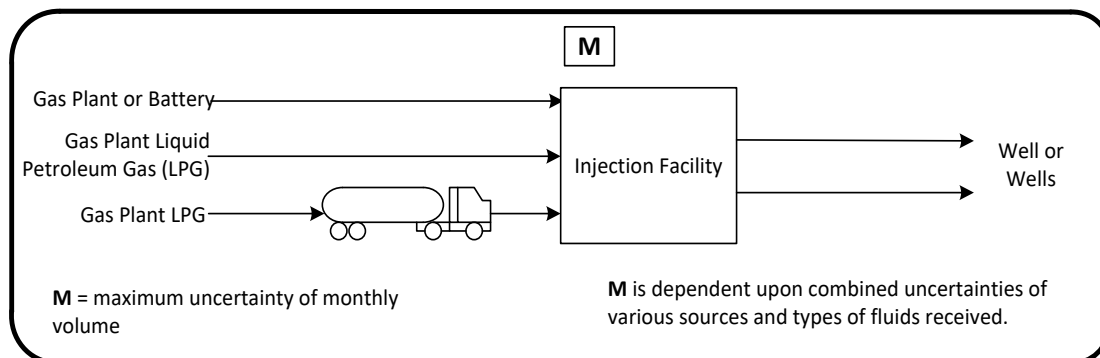 M
Gas Plant or Battery
Gas Plant Liquid
Petroleum Gas (LPG)
Gas Plant LPG
Injection Facility
Well or
Wells
M = maximum uncertainty of monthly
volume
M is dependent upon combined uncertainties of
various sources and types of fluids received.